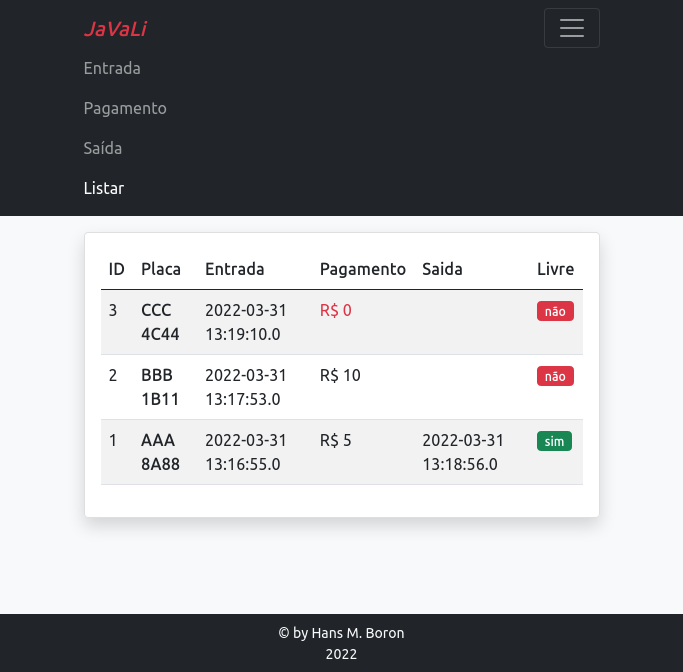 JaVaLi
Entrada
Pagamento
Saída
Listar
ID Placa Entrada Pagamento Saida Livre
3 CCC 2022-03-31 R$ 0 não
4C44 13:19:10.0
2 BBB 2022-03-31 R$ 10 não
1B11 13:17:53.0
1 AAA 2022-03-31 R$ 5 2022-03-31 sim
8A88 13:16:55.0 13:18:56.0
© by Hans M. Boron
2022